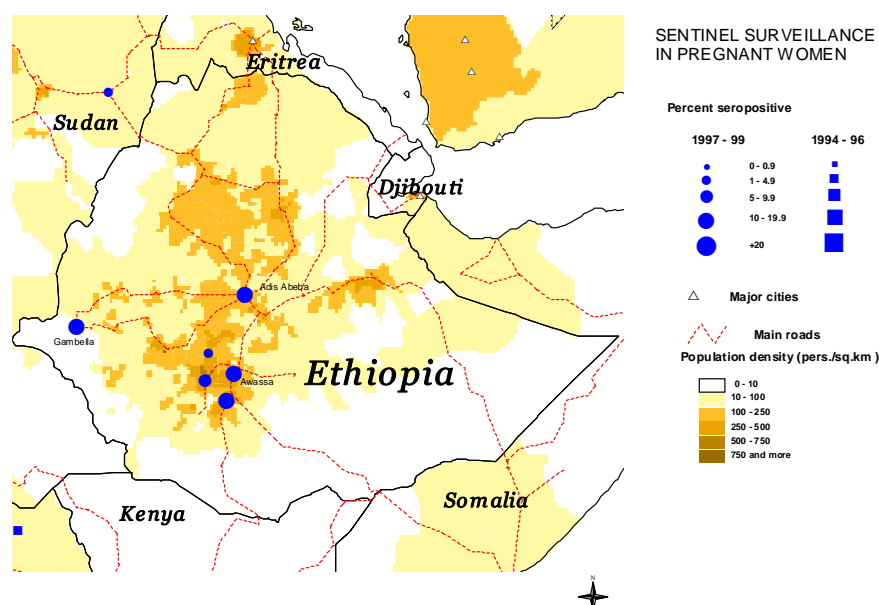 SENTINEL SURVEILLANCE
IN PREGNANT WOMEN
Percent seropositive
1997 - 99
1994 - 96
0 - 0.9
1 - 4.9
5 - 9.9
10 - 19.9
+20
Major cities
Main roads
Population density (pers./sq.km )
0 - 10
10 - 100
100 - 250
250 - 500
500 - 750
750 and more
Eritrea
Sudan
Djibouti
Adis Abeba
Gambella
Ethiopia
Awassa
Somalia
Kenya
N